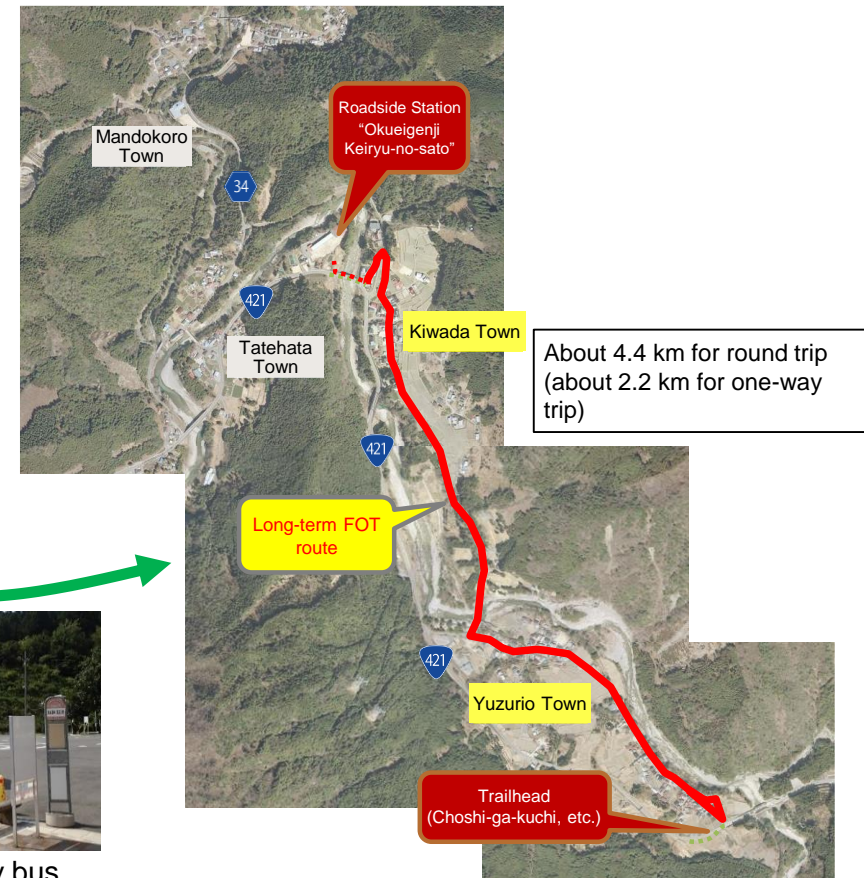 Roadside Station
“Okueigenji
Keiryu-no-sato”
Mandokoro
Town
34
421
Kiwada Town
Tatehata
Town
About 4.4 km for round trip
(about 2.2 km for one-way
trip)
421
Long-term FOT
route
421
Yuzurio Town
Trailhead
(Choshi-ga-kuchi, etc.)
bus